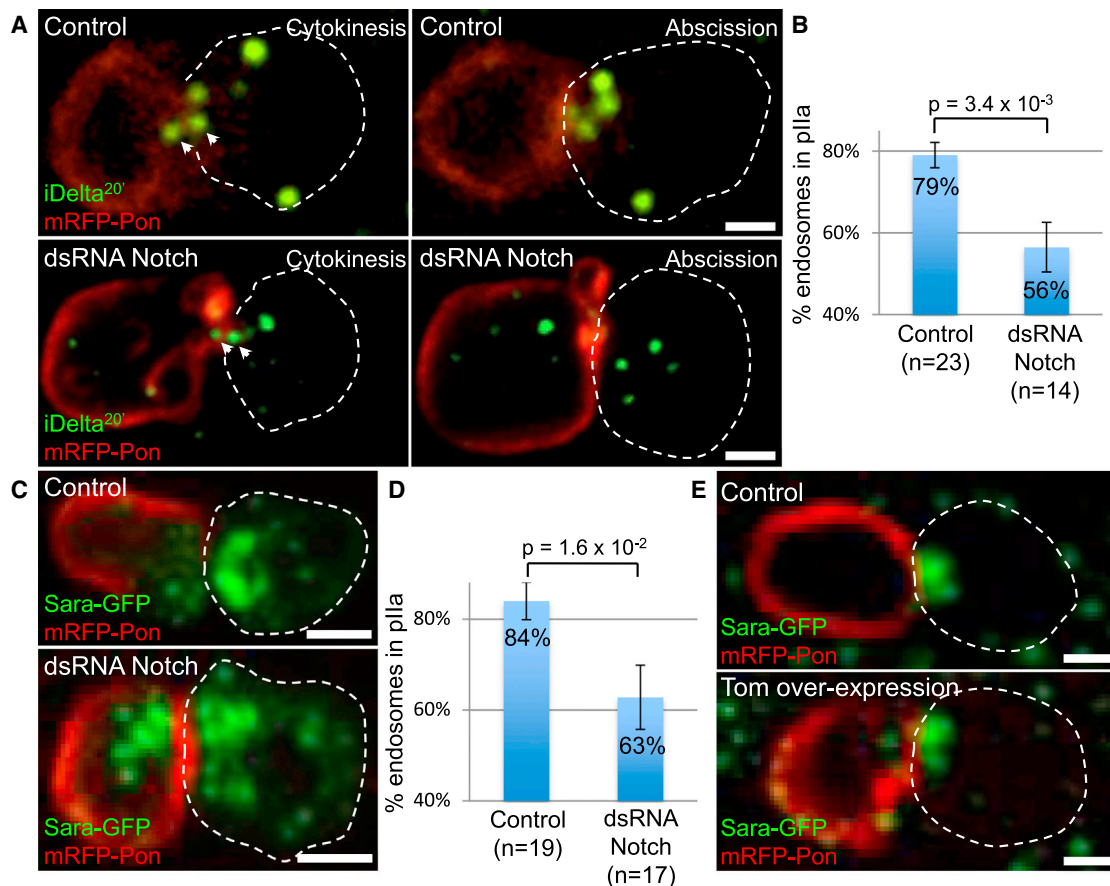 A
Control
Cytokinesis
iDelta20'
mRFP-Pon
Control
Abscission
dsRNA Notch
Cytokinesis
iDelta20'
mRFP-Pon
dsRNA Notch
Abscission
B
p = 3.4 x 10-3
% endosomes in pIIa
80%
60%
40%
79%
56%
Control
(n=23)
dsRNA
Notch
(n=14)
C
Control
Sara-GFP
mRFP-Pon
dsRNA Notch
Sara-GFP
mRFP-Pon
D
p = 1.6 x 10-2
% endosomes in pIIa
80%
60%
40%
84%
63%
Control
(n=19)
dsRNA
Notch
(n=17)
E
Control
Sara-GFP
mRFP-Pon
Tom over-expression
Sara-GFP
mRFP-Pon